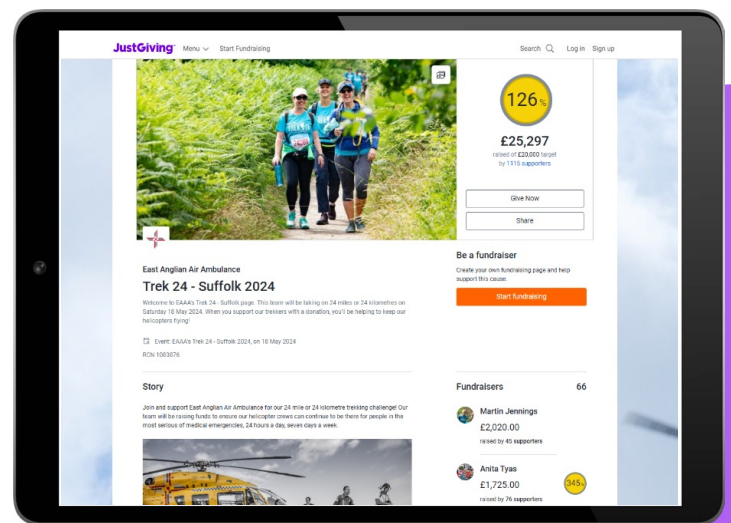 JustGiving Menu Start Fundraising Search Log in Sign up
126%
£25,297
raised of £20,000 target
by 1115 supporters
Give Now
Share
East Anglian Air Ambulance
Trek 24 - Suffolk 2024
Welcome to EAAA's Trek 24 - Suffolk page. This team will be taking on 24 miles or 24 kilometres on
Saturday 18 May 2024. When you support our trekkers with a donation, you'll be helping to keep our
helicopters flying!
Event: EAAA's Trek 24 - Suffolk 2024, on 18 May 2024
RCN 1083876
Be a fundraiser
Create your own fundraising page and help
support this cause.
Start fundraising
Story
Join and support East Anglian Air Ambulance for our 24 mile or 24 kilometre trekking challenge! Our
team will be raising funds to ensure our helicopter crews can continue to be there for people in the
most serious of medical emergencies, 24 hours a day, seven days a week.
Fundraisers 66
Martin Jennings
£2,020.00
raised by 45 supporters
Anita Tyas
£1,725.00
raised by 76 supporters
345%